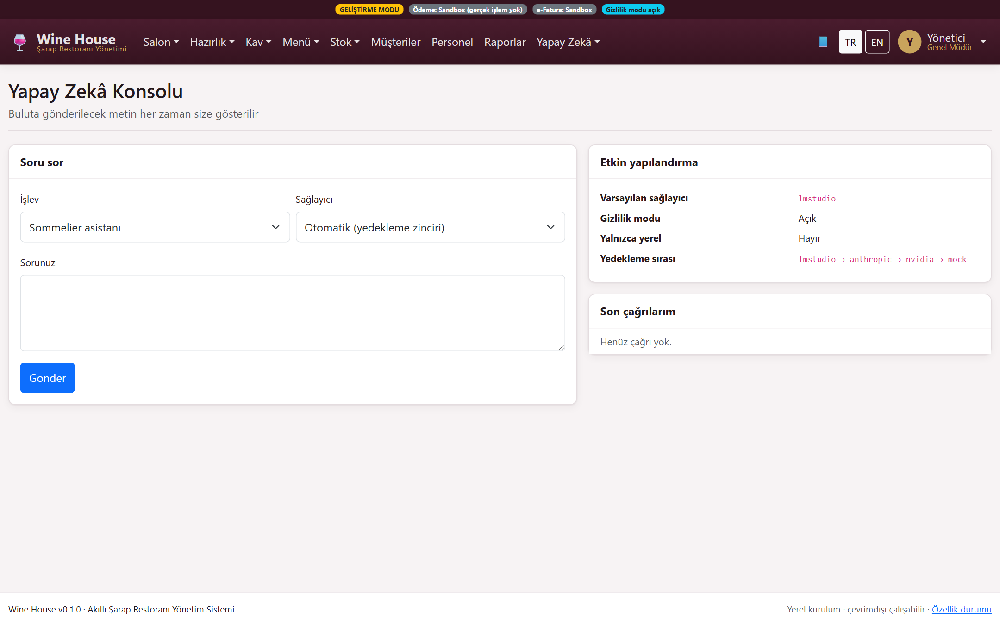 GELİŞTİRME MODU Ödeme: Sandbox (gerçek işlem yok) e-Fatura: Sandbox Gizlilik modu açık
Wine House
Şarap Restoranı Yönetimi
Salon Hazırlık Kav Menü Stok Müşteriler Personel Raporlar Yapay Zekâ
TR EN
Y
Yönetici
Genel Müdür
Yapay Zekâ Konsolu
Buluta gönderilecek metin her zaman size gösterilir
Soru sor
İşlev
Sommelier asistanı
Sağlayıcı
Otomatik (yedekleme zinciri)
Sorunuz
Gönder
Etkin yapılandırma
Varsayılan sağlayıcı lmstudio
Gizlilik modu Açık
Yalnızca yerel Hayır
Yedekleme sırası lmstudio → anthropic → nvidia → mock
Son çağrılarım
Henüz çağrı yok.
Wine House v0.1.0 · Akıllı Şarap Restoranı Yönetim Sistemi
Yerel kurulum · çevrimdışı çalışabilir · Özellik durumu